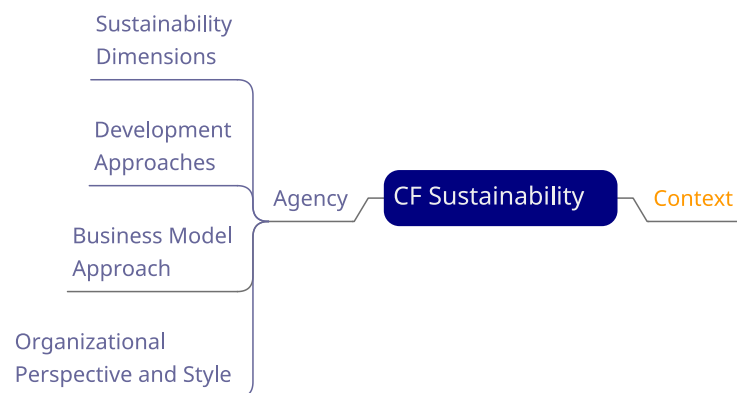 Sustainability
Dimensions
Development
Approaches
Business Model
Approach
Organizational
Perspective and Style
Agency
CF Sustainability
Context